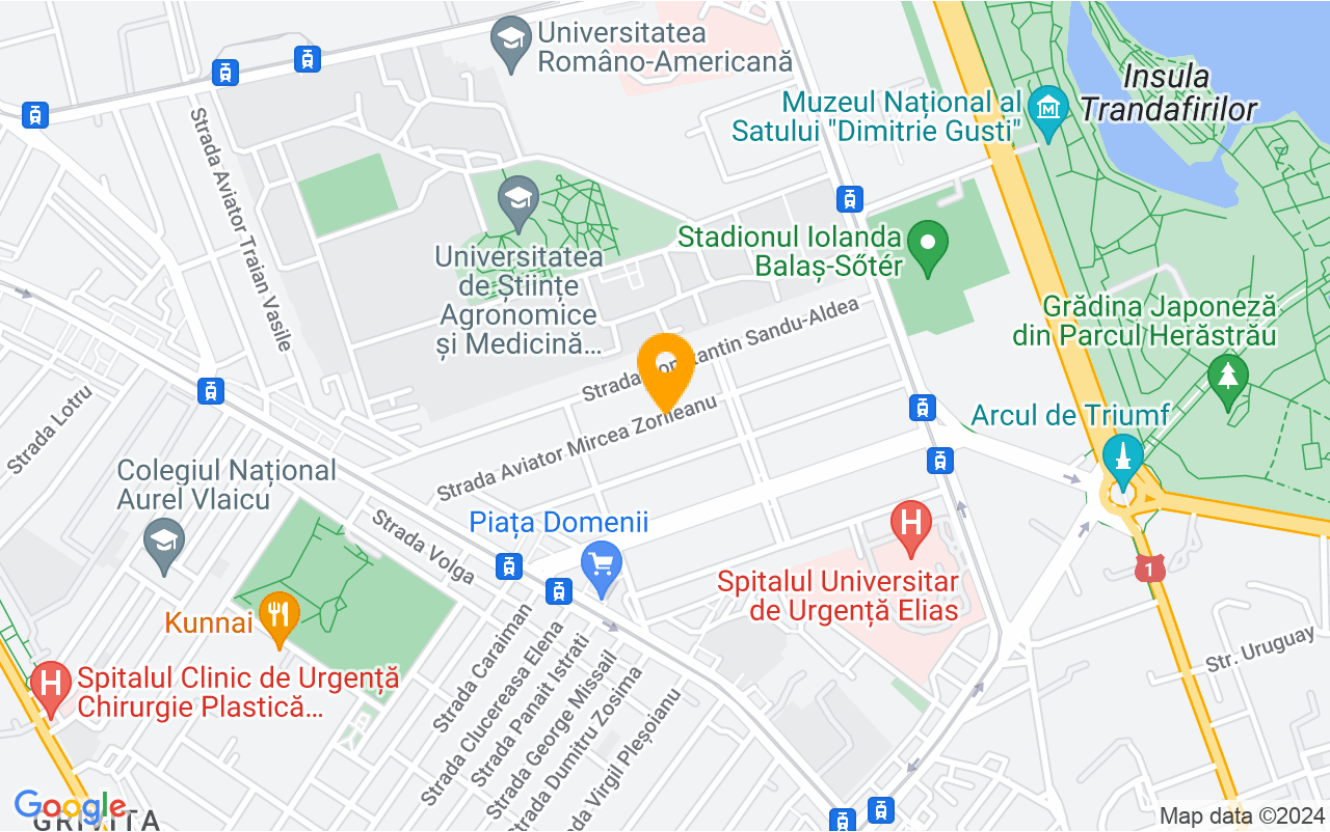 Universitatea
Româno-Americană
Insula
Trandafirilor
Muzeul Național al
Satului "Dimitrie Gusti"
Strada Aviator Traian Vasile
Universitatea
de Științe
Agronomice
și Medicină...
Stadionul Iolanda
Balaș-Sőtér
Grădina Japoneză
din Parcul Herăstrău
Strada Constantin Sandu-Aldea
Strada Aviator Mircea Zorileanu
Arcul de Triumf
Strada Lotru
Colegiul Național
Aurel Vlaicu
Strada Volga
Piața Domenii
H
Spitalul Universitar
de Urgență Elias
1
Kunnai
Str. Uruguay
H
Spitalul Clinic de Urgență
Chirurgie Plastică...
Strada Caraiman
Strada Clucereasa Elena
Strada Panait Istrati
Strada George Missail
Strada Dumitru Zosima
da Virgil Pleșoianu
M
Google
GRIVIȚA
Map data ©2024